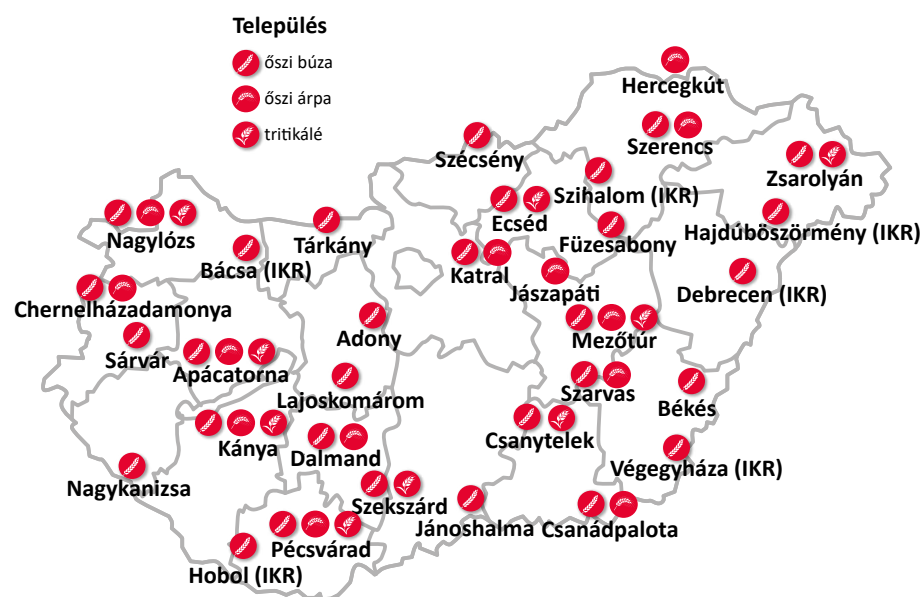 Település
őszi búza
őszi árpa
tritikálé
Hercegkút
Szerencs
Szécsény
Zsarolyán
Szihalom (IKR)
Ecséd
Hajdúböszörmény (IKR)
Nagylózs
Tárkány
Füzesabony
Bácsa (IKR)
Katral
Jászapáti
Debrecen (IKR)
Chernelházadamonya
Adony
Mezőtúr
Sárvár
Apácatorna
Lajoskomárom
Szarvas
Békés
Kánya
Dalmand
Csanytelek
Végegyháza (IKR)
Nagykanizsa
Szekszárd
Jánoshalma
Csanádpalota
Pécsvárad
Hobol (IKR)